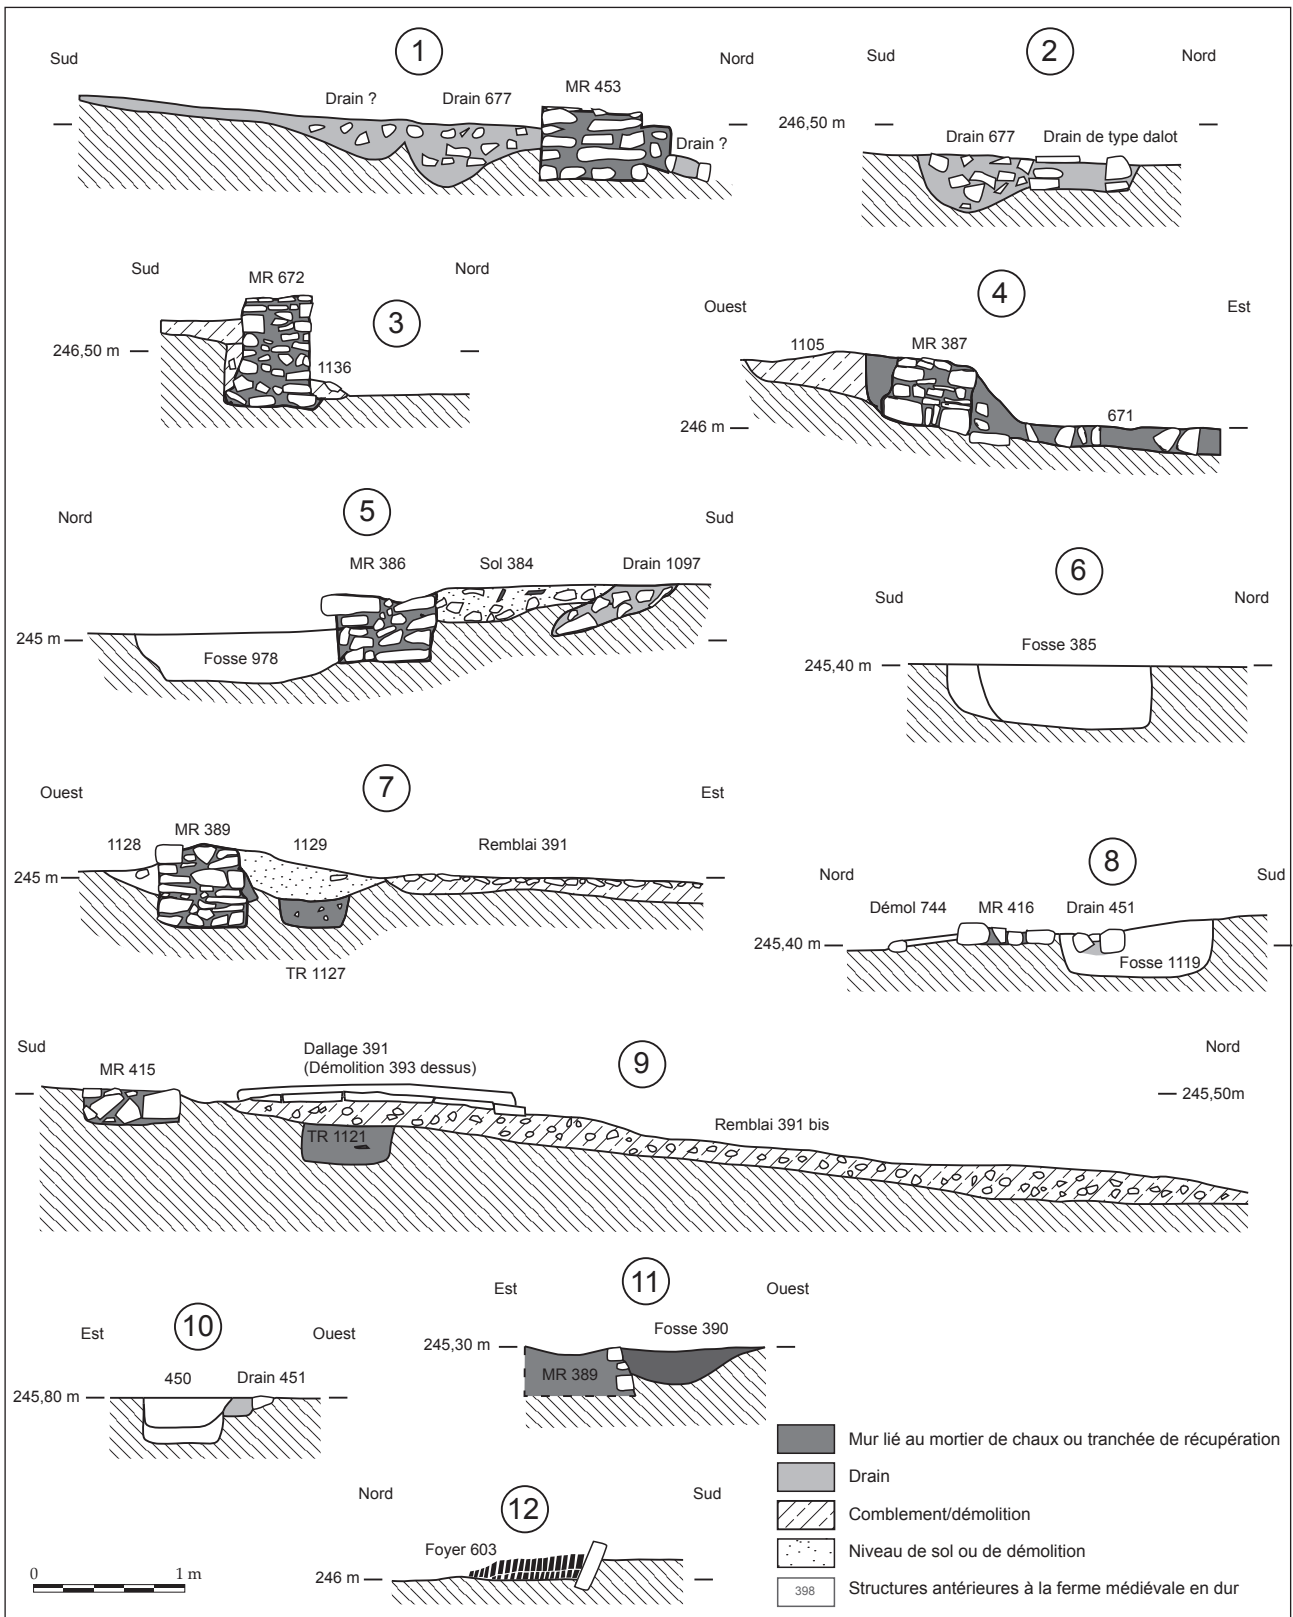 1
Sud
Nord
Drain ?
Drain 677
MR 453
Drain ?
2
Sud
Nord
246,50 m
Drain 677
Drain de type dalot
3
Sud
Nord
MR 672
246,50 m
1136
4
Ouest
Est
1105
MR 387
671
246 m
5
Nord
Sud
MR 386
Sol 384
Drain 1097
245 m
Fosse 978
6
Sud
Nord
Fosse 385
245,40 m
7
Ouest
Est
1128
MR 389
1129
Remblai 391
245 m
TR 1127
8
Nord
Sud
Démol 744
MR 416
Drain 451
245,40 m
Fosse 1119
9
Sud
Nord
MR 415
Dallage 391
(Démolition 393 dessus)
245,50m
TR 1121
Remblai 391 bis
10
Est
Ouest
450
Drain 451
245,80 m
11
Est
Ouest
Fosse 390
245,30 m
MR 389
12
Nord
Sud
Foyer 603
246 m
0
1 m
Mur lié au mortier de chaux ou tranchée de récupération
Drain
Comblement/démolition
Niveau de sol ou de démolition
398
Structures antérieures à la ferme médiévale en dur